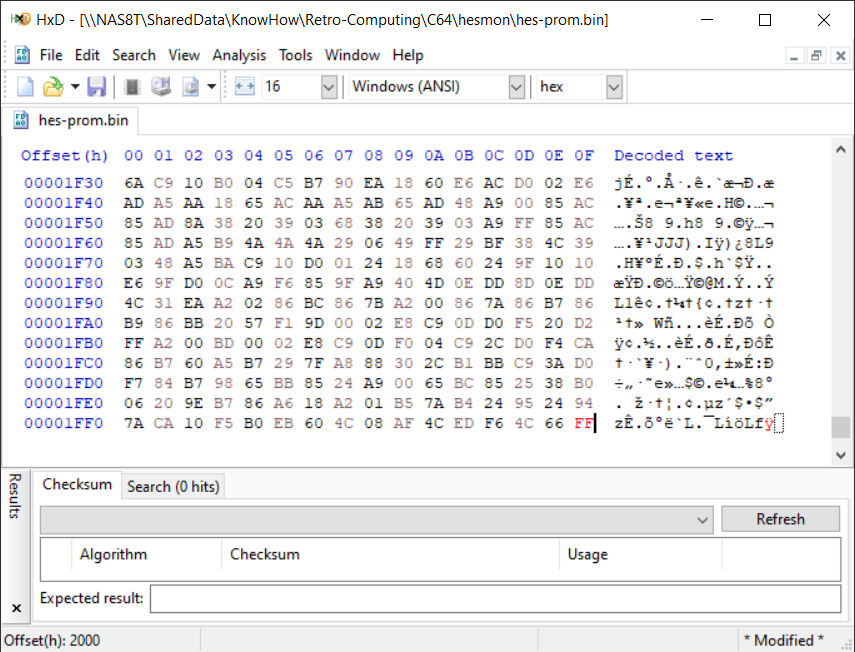 HxD - [\\NAS8T\SharedData\KnowHow\Retro-Computing\C64\hesmon\hes-prom.bin]
File Edit Search View Analysis Tools Window Help
16 Windows (ANSI) hex
hes-prom.bin
Offset(h) 00 01 02 03 04 05 06 07 08 09 0A 0B 0C 0D 0E 0F Decoded text
00001F30 6A C9 10 B0 04 C5 B7 90 EA 18 60 E6 AC D0 02 E6 jÉ.°.Å·.ê.`æ¬Ð.æ
00001F40 AD A5 AA 18 65 AC AA A5 AB 65 AD 48 A9 00 85 AC .¥ª.e¬ª¥«e.H©.…¬
00001F50 85 AD 8A 38 20 39 03 68 38 20 39 03 A9 FF 85 AC ….Š8 9.h8 9.©ÿ…¬
00001F60 85 AD A5 B9 4A 4A 4A 29 06 49 FF 29 BF 38 4C 39 ….¥¹JJJ).Iÿ)¿8L9
00001F70 03 48 A5 BA C9 10 D0 01 24 18 68 60 24 9F 10 10 .H¥ºÉ.Ð.$.h`$Ÿ..
00001F80 E6 9F D0 0C A9 F6 85 9F A9 40 4D 0E DD 8D 0E DD æŸÐ.©ö…Ÿ©@M.Ý..Ý
00001F90 4C 31 EA A2 02 86 BC 86 7B A2 00 86 7A 86 B7 86 L1ê¢.†¼†{¢.†z†·†
00001FA0 B9 86 BB 20 57 F1 9D 00 02 E8 C9 0D D0 F5 20 D2 ¹†» Wñ...èÉ.Ðõ Ò
00001FB0 FF A2 00 BD 00 02 E8 C9 0D F0 04 C9 2C D0 F4 CA ÿ¢.½..èÉ.ð.É,ÐôÊ
00001FC0 86 B7 60 A5 B7 29 7F A8 88 30 2C B1 BB C9 3A D0 †·`¥·).¨ˆ0,±»É:Ð
00001FD0 F7 84 B7 98 65 BB 85 24 A9 00 65 BC 85 25 38 B0 ÷„·˜e»…$©.e¼…%8°
00001FE0 06 20 9E B7 86 A6 18 A2 01 B5 7A B4 24 95 24 94 . ž·†¦.¢.µz´$•$”
00001FF0 7A CA 10 F5 B0 EB 60 4C 08 AF 4C ED F6 4C 66 FF zÊ.õ°ë`L.¯LíöLfÿ
Results
Checksum Search (0 hits)
Refresh
Algorithm Checksum Usage
Expected result:
Offset(h): 2000 * Modified *